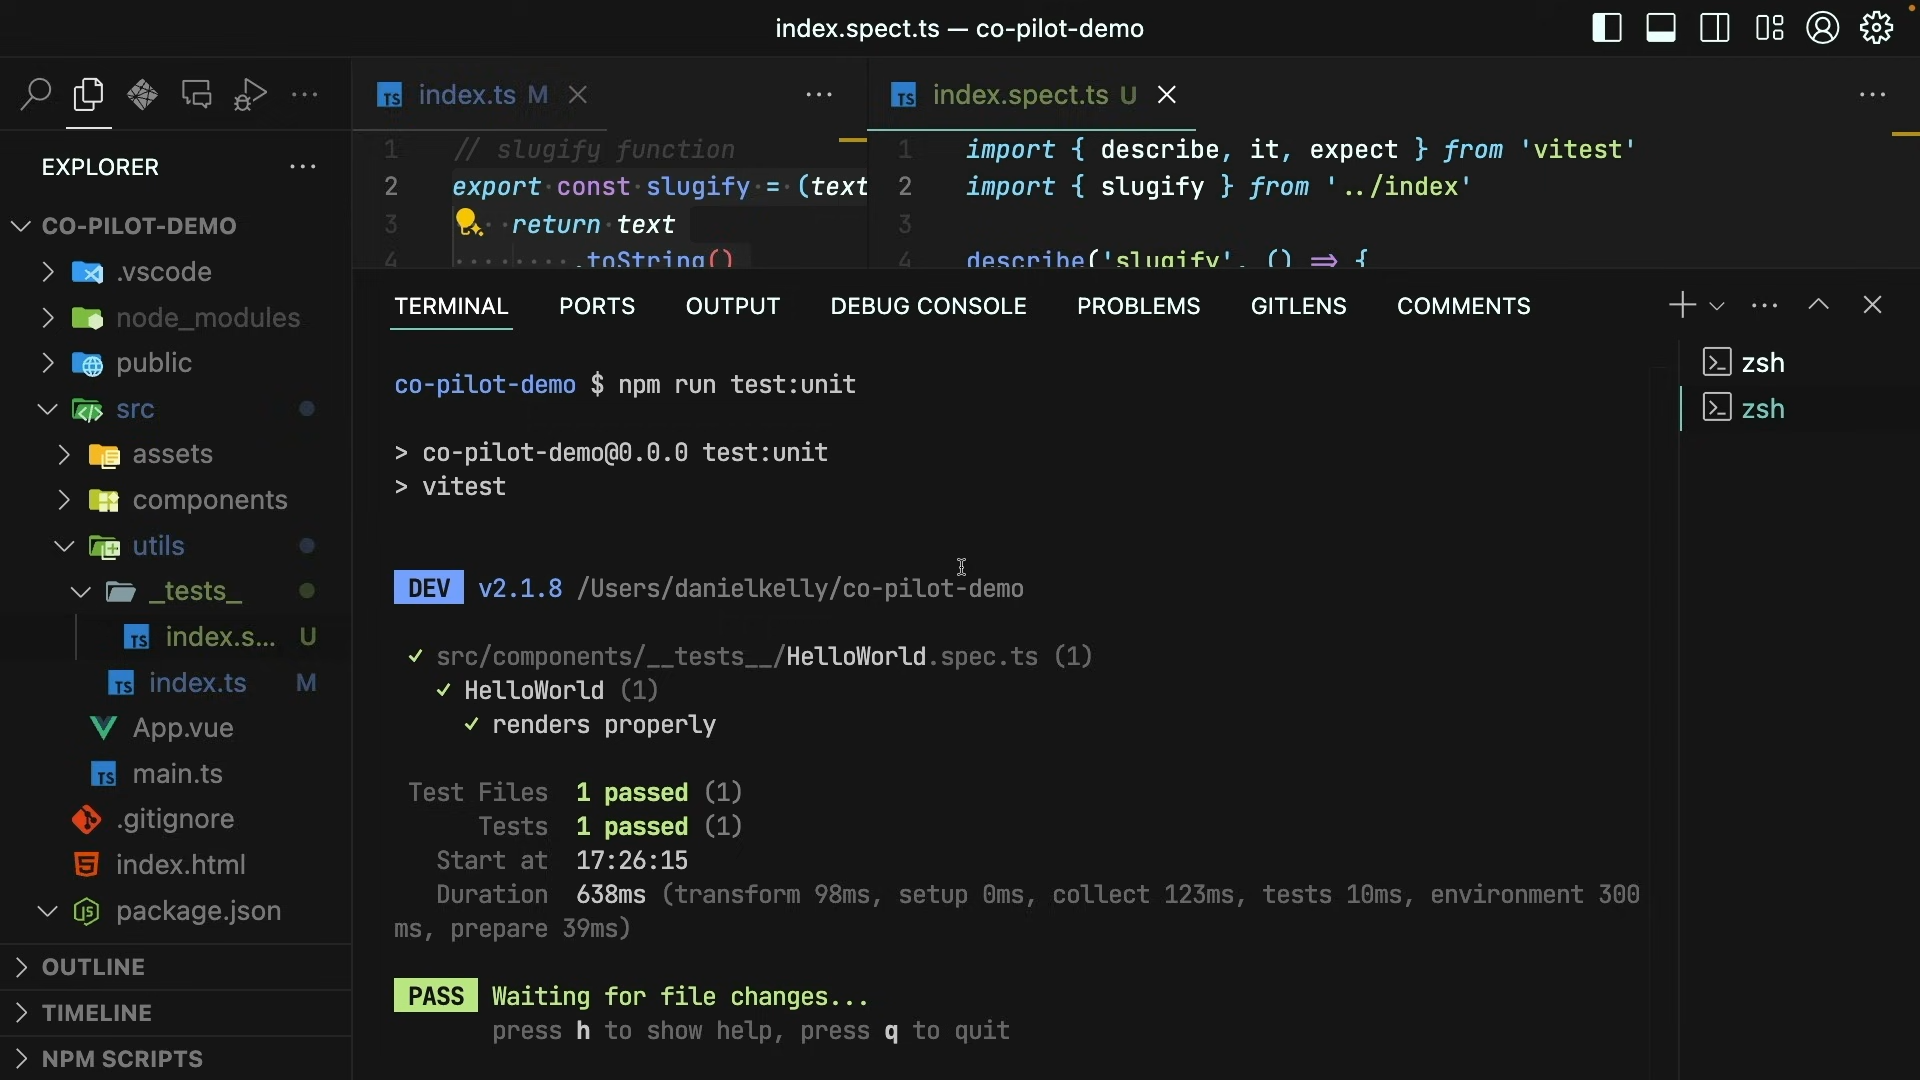 index.spect.ts — co-pilot-demo
index.ts M
index.spect.ts U
EXPLORER
CO-PILOT-DEMO
.vscode
node_modules
public
src
assets
components
utils
_tests_
index.s... U
index.ts M
App.vue
main.ts
.gitignore
index.html
package.json
OUTLINE
TIMELINE
NPM SCRIPTS
1 // slugify function
2 export const slugify = (text
3 return text
4 .toString()
1 import { describe, it, expect } from 'vitest'
2 import { slugify } from '../index'
3
4 describe('slugify', () => {
TERMINAL PORTS OUTPUT DEBUG CONSOLE PROBLEMS GITLENS COMMENTS
zsh
zsh
co-pilot-demo $ npm run test:unit
> co-pilot-demo@0.0.0 test:unit
> vitest
DEV v2.1.8 /Users/danielkelly/co-pilot-demo
✓ src/components/__tests__/HelloWorld.spec.ts (1)
✓ HelloWorld (1)
✓ renders properly
Test Files 1 passed (1)
Tests 1 passed (1)
Start at 17:26:15
Duration 638ms (transform 98ms, setup 0ms, collect 123ms, tests 10ms, environment 300
ms, prepare 39ms)
PASS Waiting for file changes...
press h to show help, press q to quit